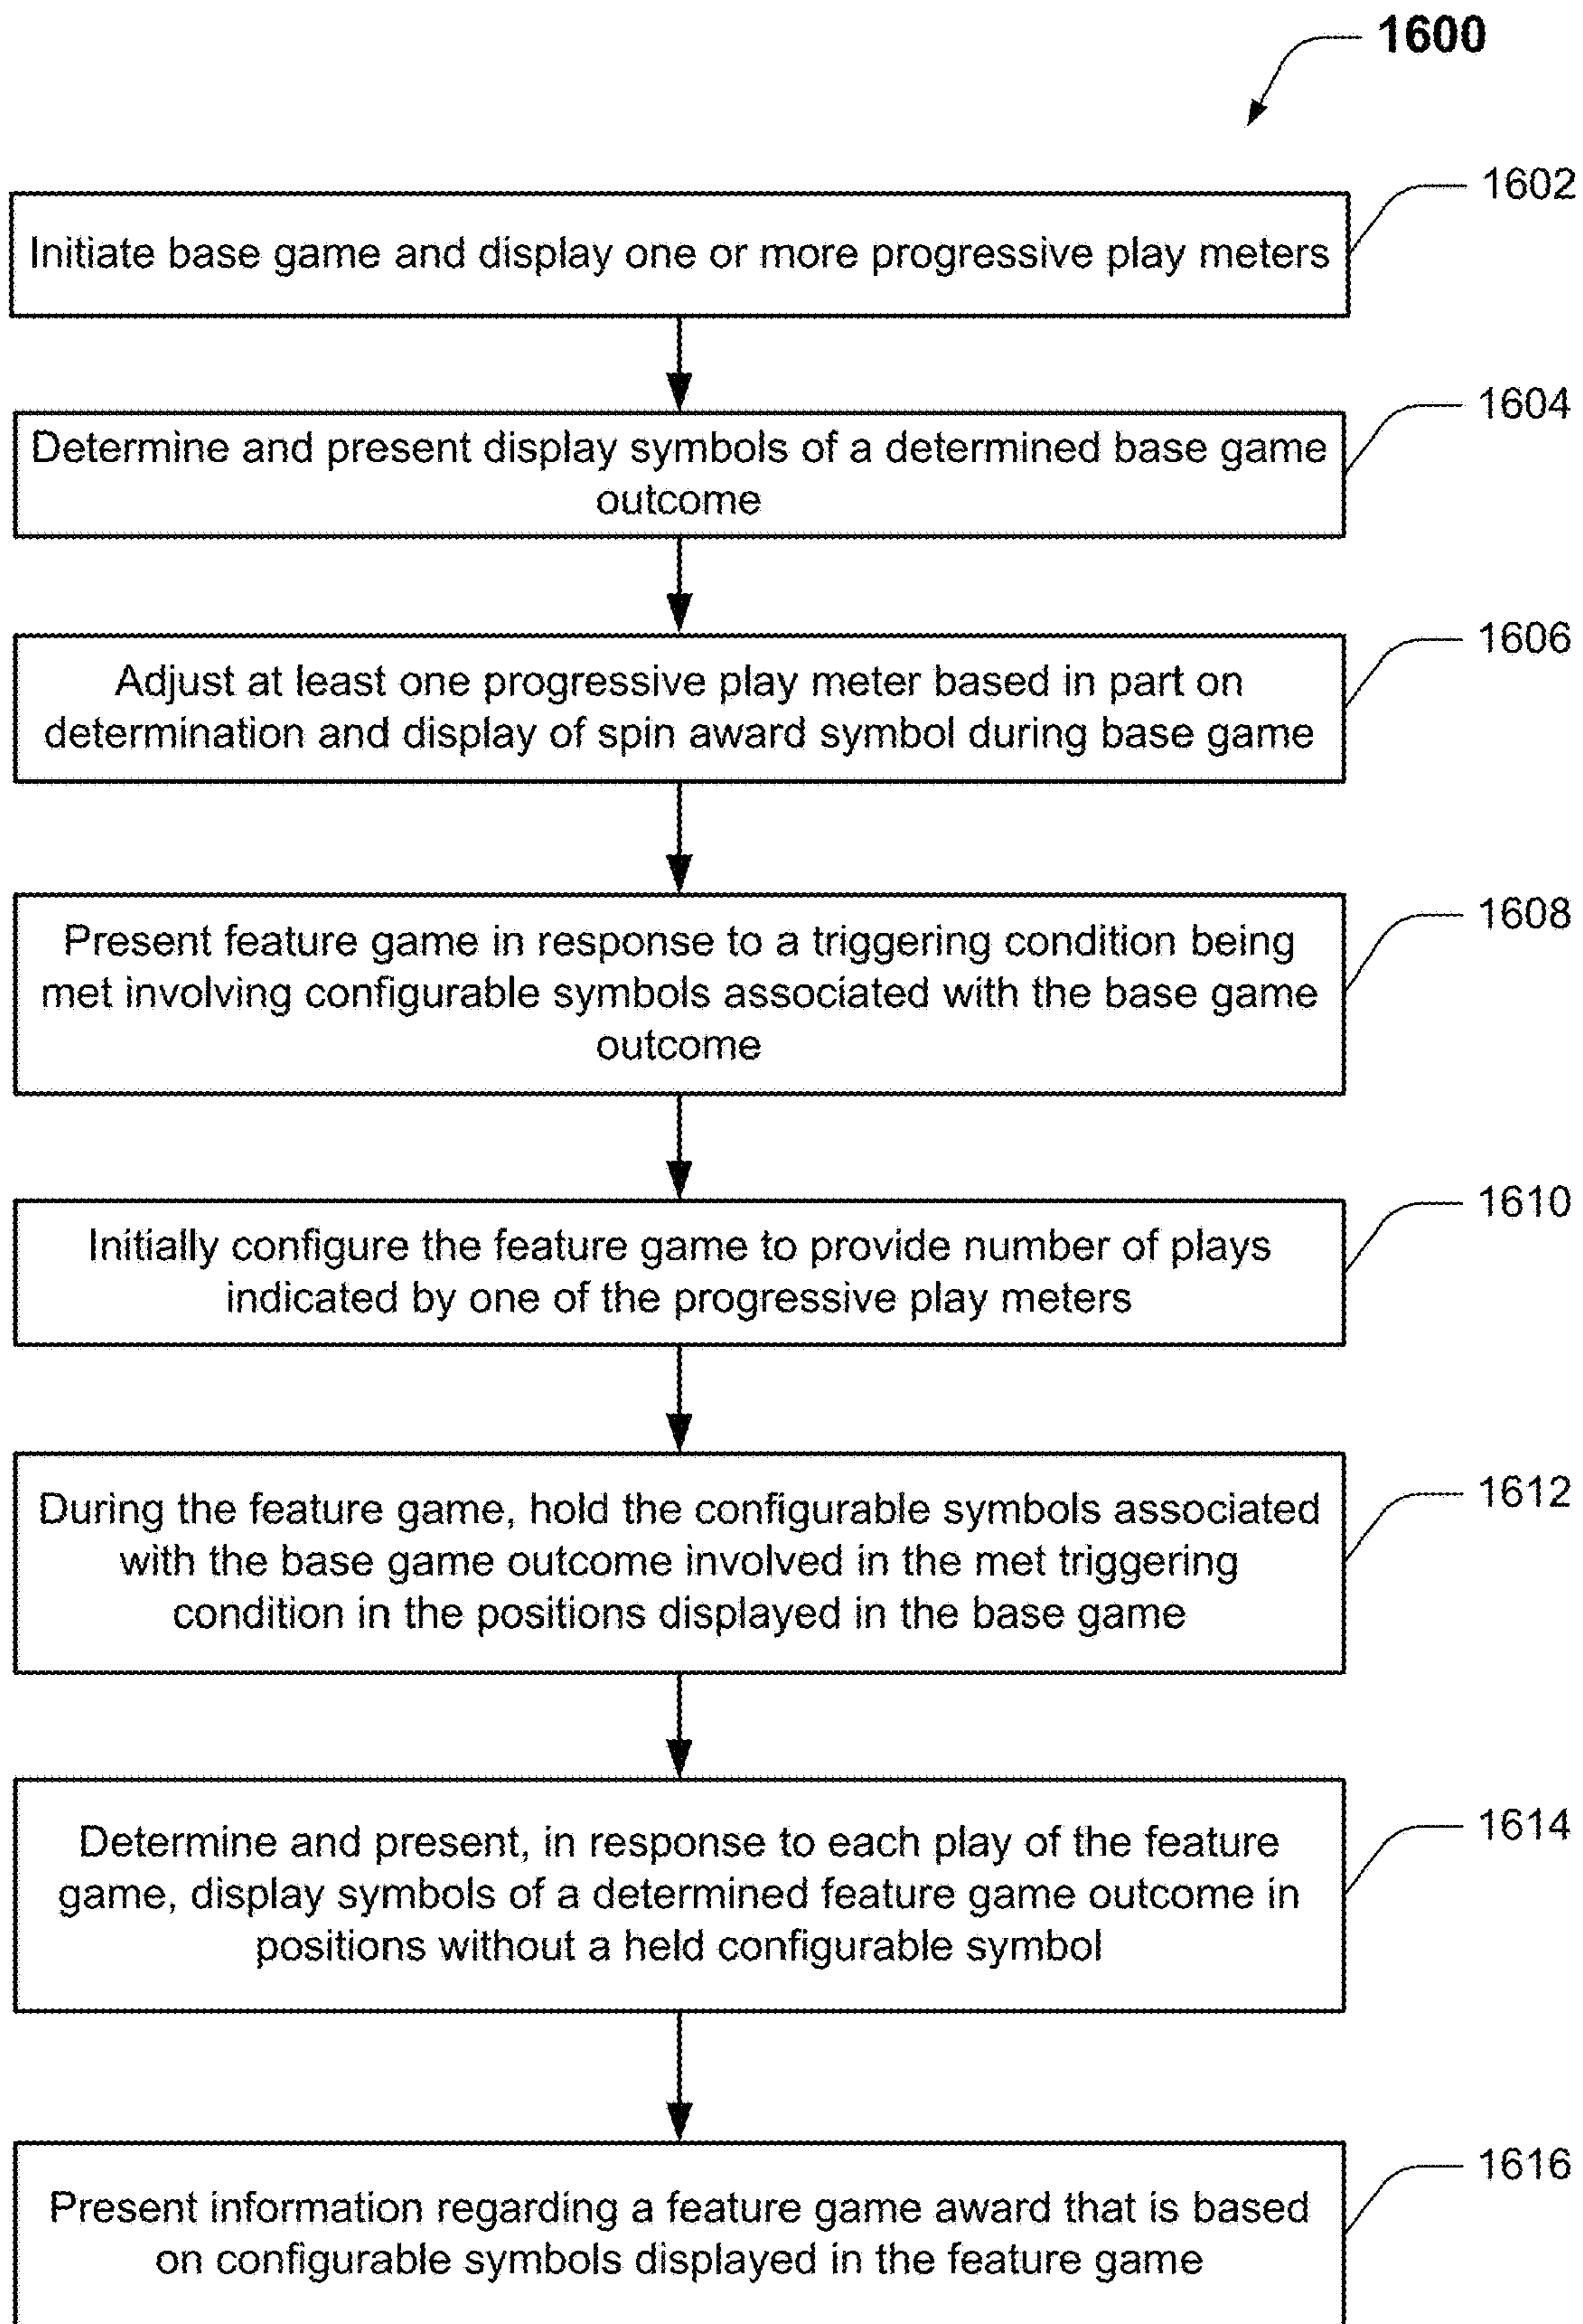 1600
1602
Initiate base game and display one or more progressive play meters
1604
Determine and present display symbols of a determined base game
outcome
1606
Adjust at least one progressive play meter based in part on
determination and display of spin award symbol during base game
1608
Present feature game in response to a triggering condition being
met involving configurable symbols associated with the base game
outcome
1610
Initially configure the feature game to provide number of plays
indicated by one of the progressive play meters
1612
During the feature game, hold the configurable symbols associated
with the base game outcome involved in the met triggering
condition in the positions displayed in the base game
1614
Determine and present, in response to each play of the feature
game, display symbols of a determined feature game outcome in
positions without a held configurable symbol
1616
Present information regarding a feature game award that is based
on configurable symbols displayed in the feature game